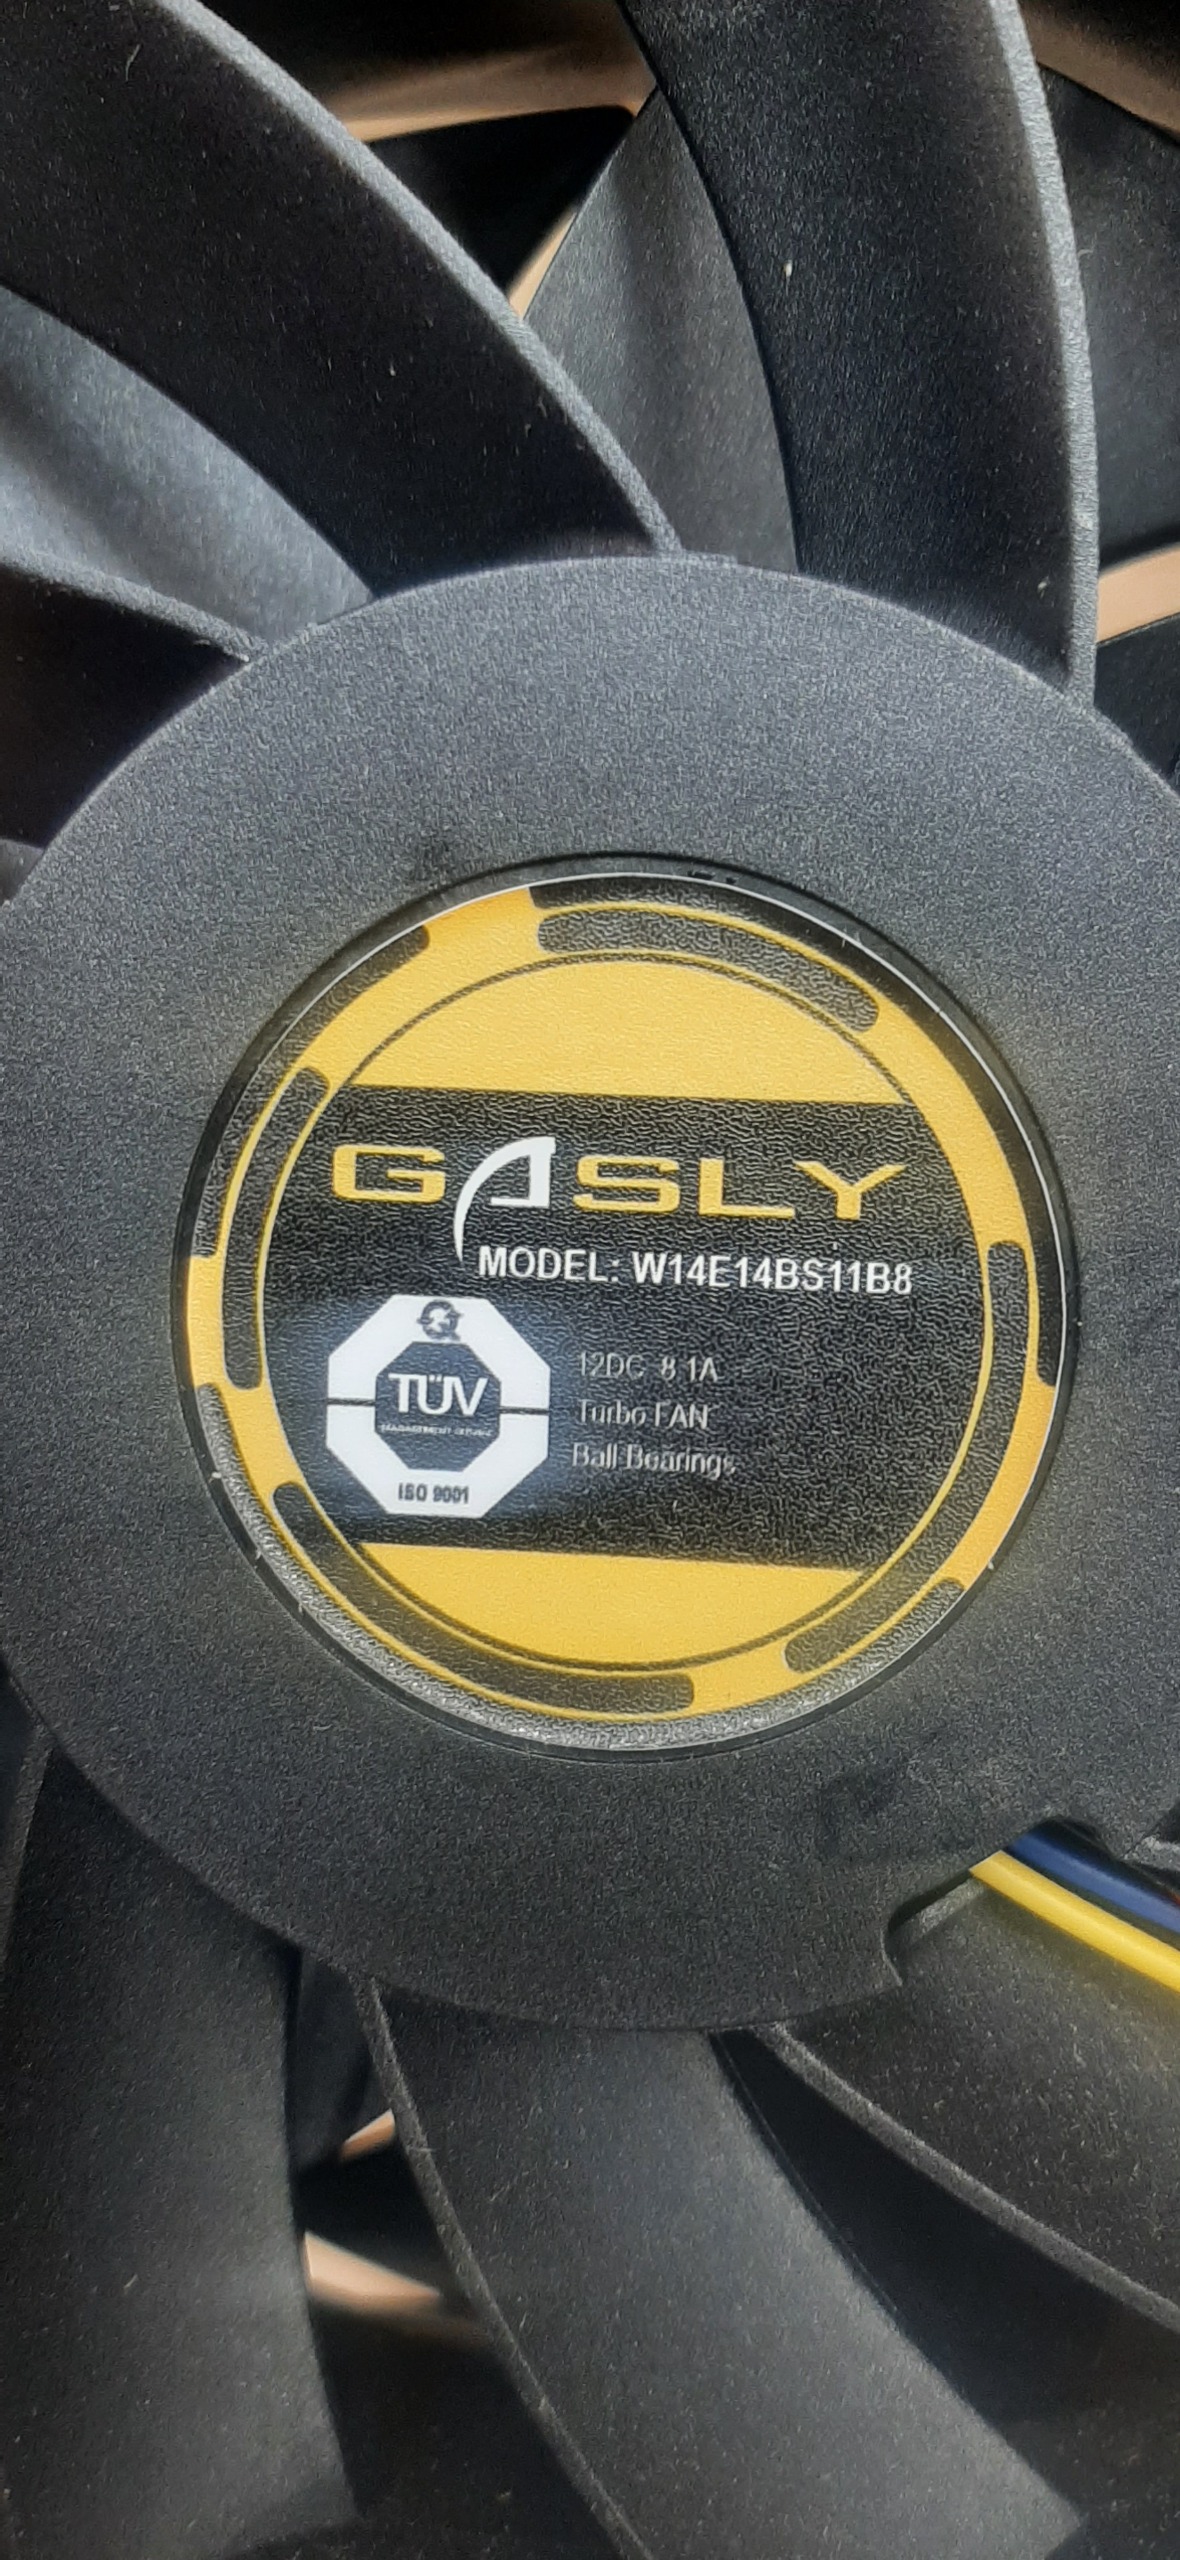 GASLY
MODEL: W14E14BS11B8
TÜV
ISO 9001
12DC 8.1A
Turbo FAN
Ball Bearings